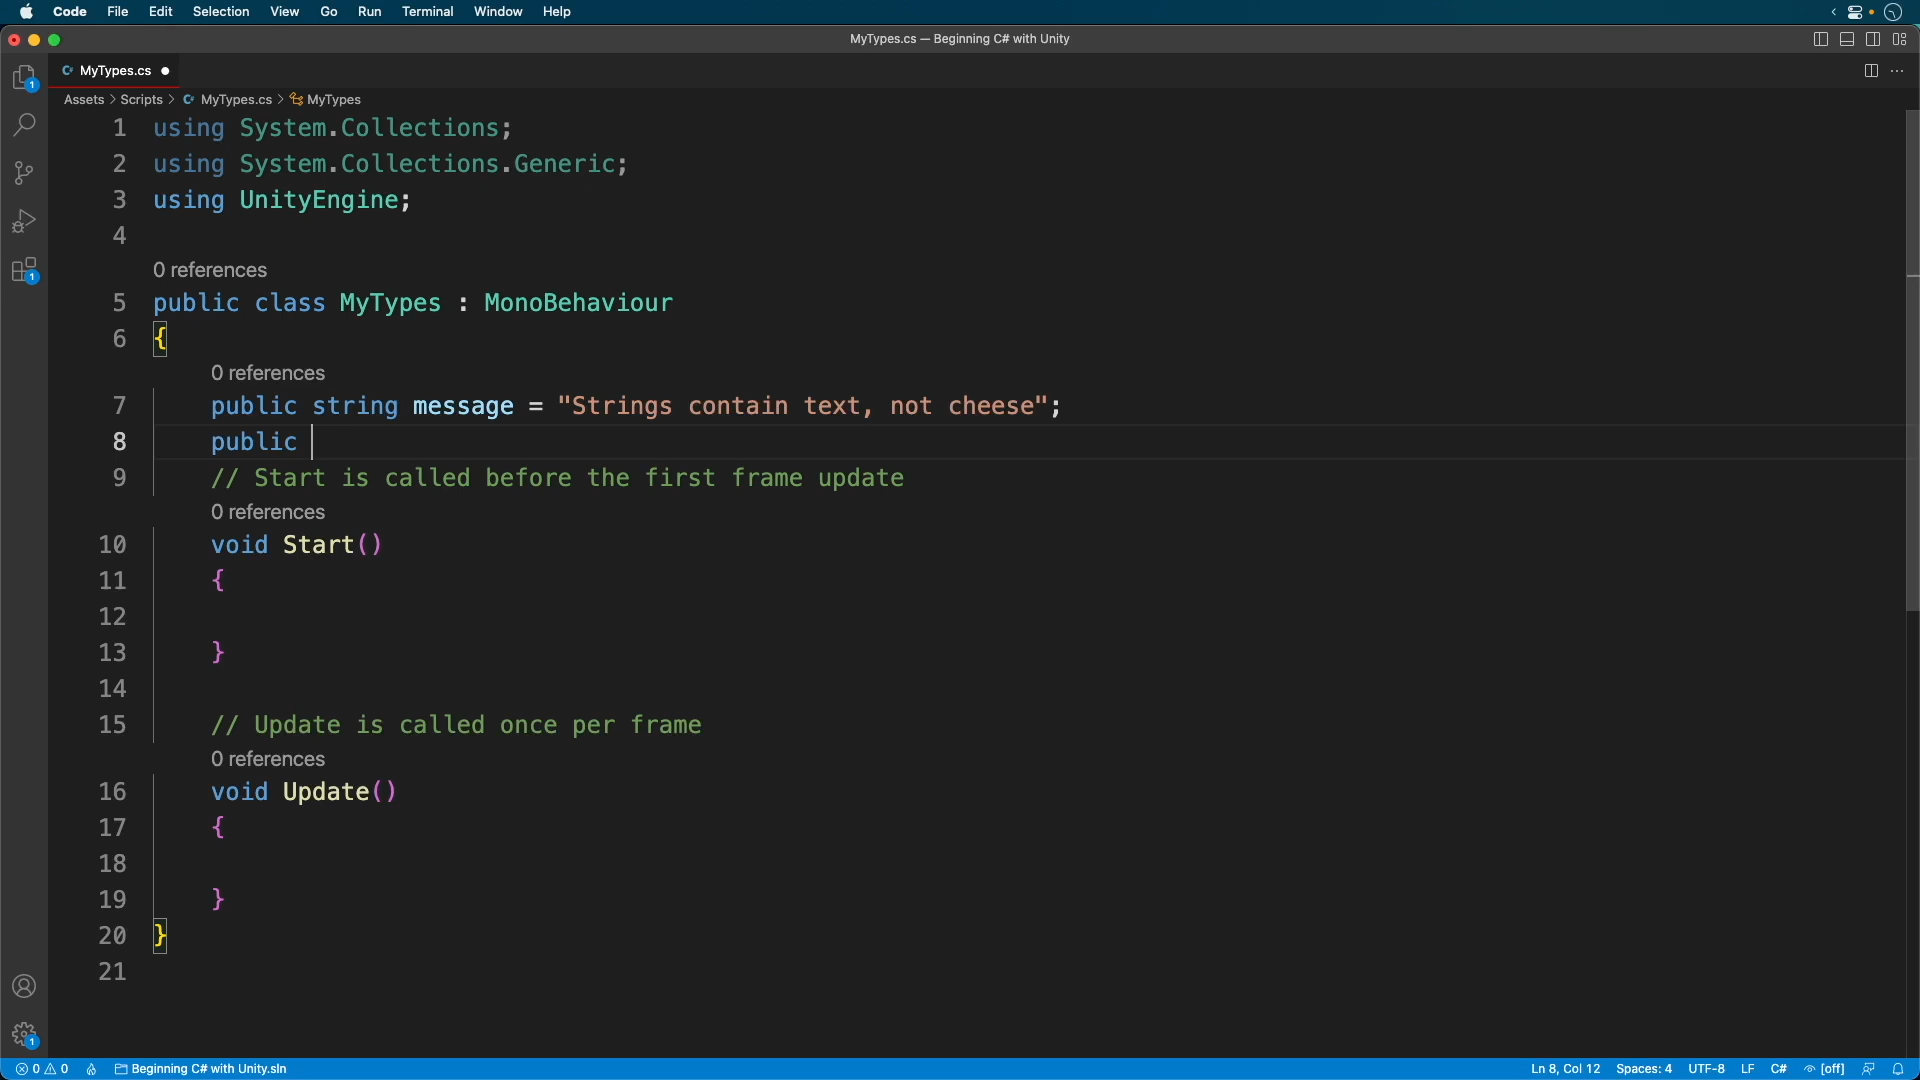 Code File Edit Selection View Go Run Terminal Window Help
MyTypes.cs — Beginning C# with Unity
MyTypes.cs
Assets > Scripts > MyTypes.cs > MyTypes
1 using System.Collections;
2 using System.Collections.Generic;
3 using UnityEngine;
4
0 references
5 public class MyTypes : MonoBehaviour
6 {
0 references
7 public string message = "Strings contain text, not cheese";
8 public
9 // Start is called before the first frame update
0 references
10 void Start()
11 {
12
13 }
14
15 // Update is called once per frame
0 references
16 void Update()
17 {
18
19 }
20 }
21
1
1
1
0 0 Beginning C# with Unity.sln Ln 8, Col 12 Spaces: 4 UTF-8 LF C# [off]